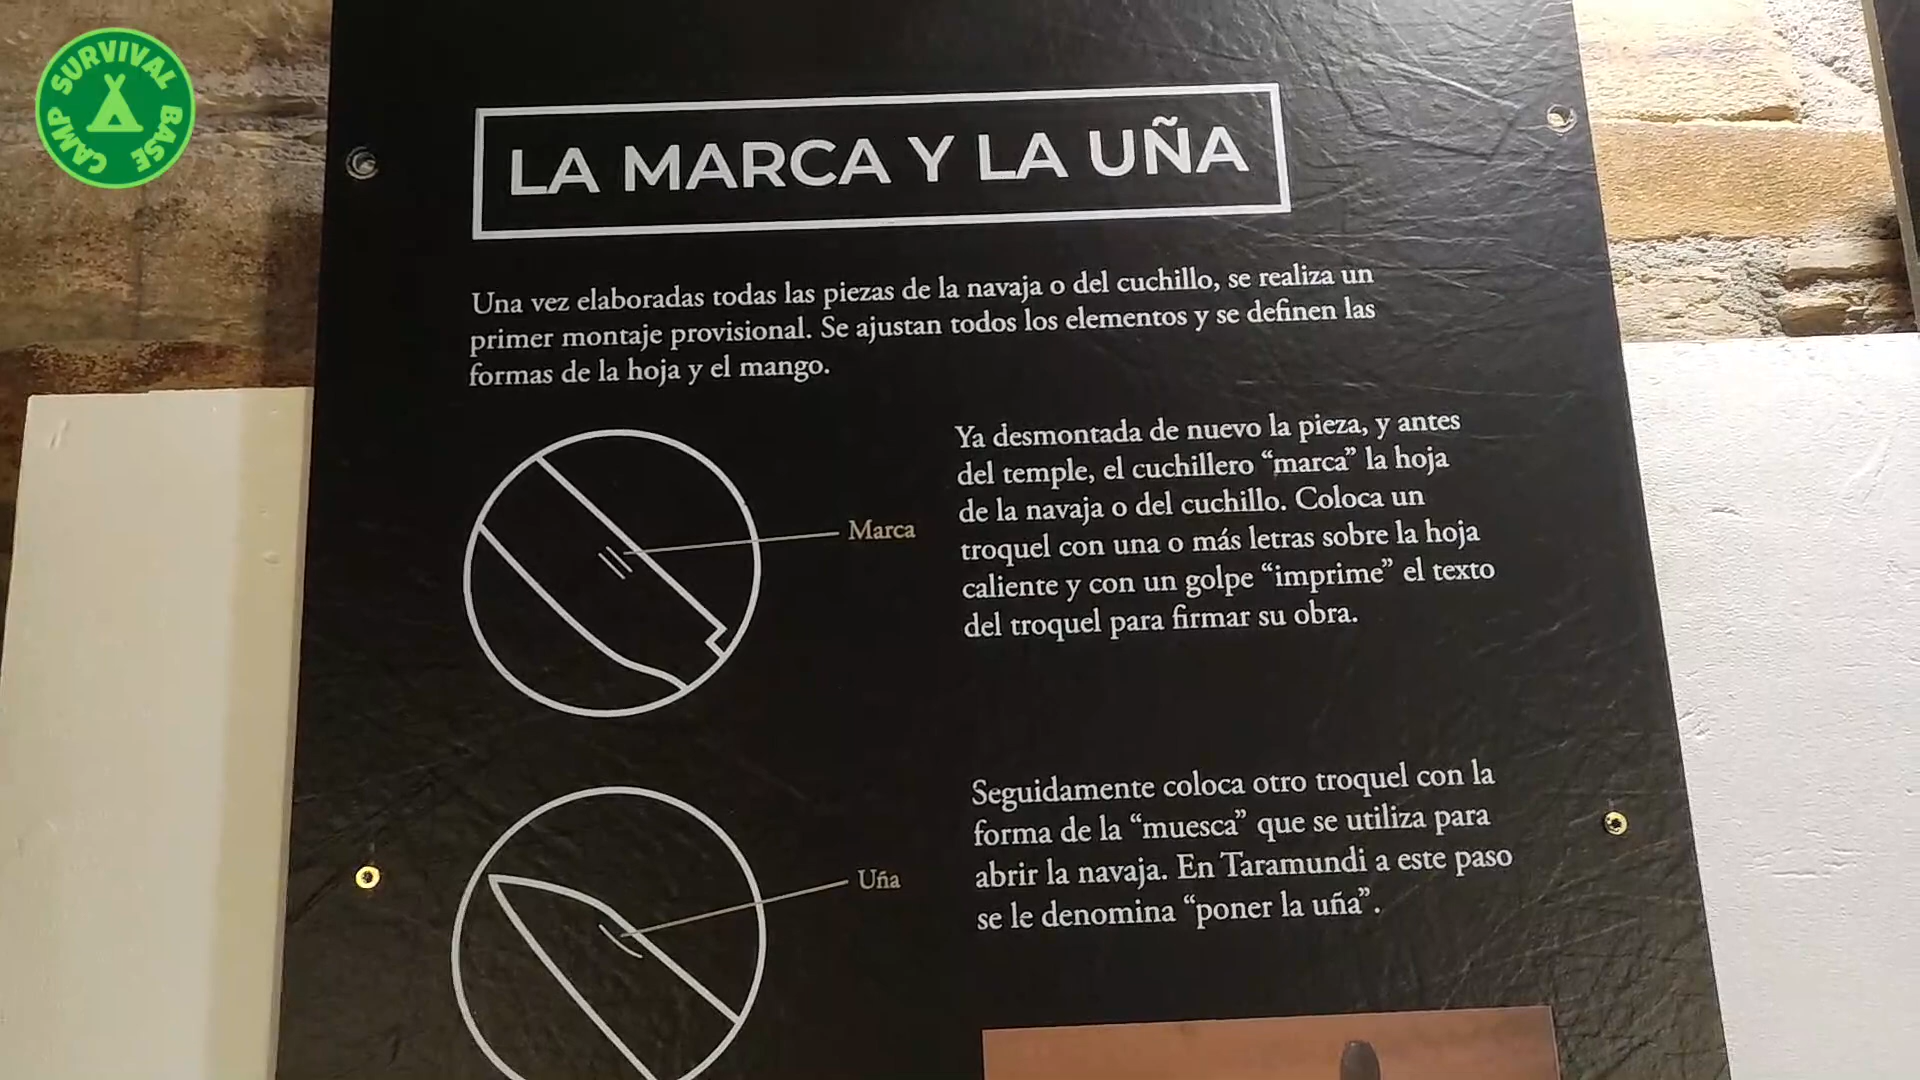 SURVIVAL BASE CAMP
LA MARCA Y LA UÑA
Una vez elaboradas todas las piezas de la navaja o del cuchillo, se realiza un
primer montaje provisional. Se ajustan todos los elementos y se definen las
formas de la hoja y el mango.
Marca
Ya desmontada de nuevo la pieza, y antes
del temple, el cuchillero “marca” la hoja
de la navaja o del cuchillo. Coloca un
troquel con una o más letras sobre la hoja
caliente y con un golpe “imprime” el texto
del troquel para firmar su obra.
Uña
Seguidamente coloca otro troquel con la
forma de la “muesca” que se utiliza para
abrir la navaja. En Taramundi a este paso
se le denomina “poner la uña”.